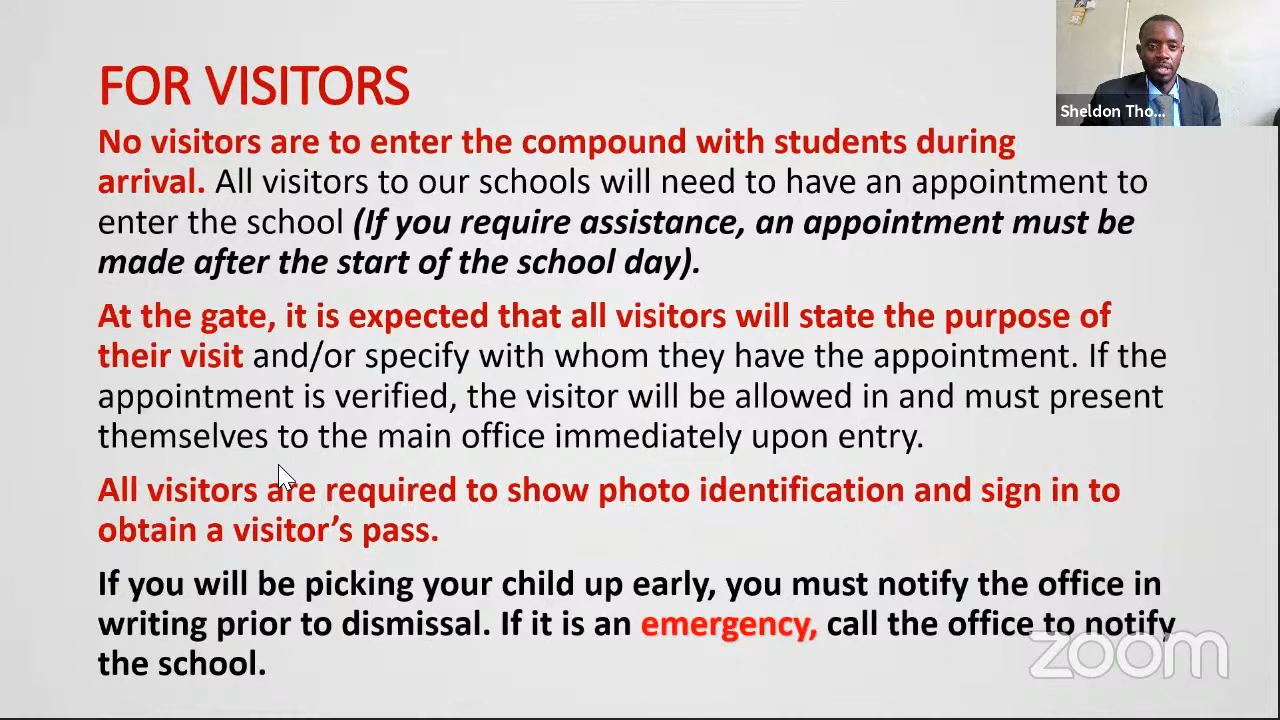 FOR VISITORS
No visitors are to enter the compound with students during
arrival. All visitors to our schools will need to have an appointment to
enter the school (If you require assistance, an appointment must be
made after the start of the school day).
At the gate, it is expected that all visitors will state the purpose of
their visit and/or specify with whom they have the appointment. If the
appointment is verified, the visitor will be allowed in and must present
themselves to the main office immediately upon entry.
All visitors are required to show photo identification and sign in to
obtain a visitor’s pass.
If you will be picking your child up early, you must notify the office in
writing prior to dismissal. If it is an emergency, call the office to notify
the school.
Sheldon Tho...
zoom